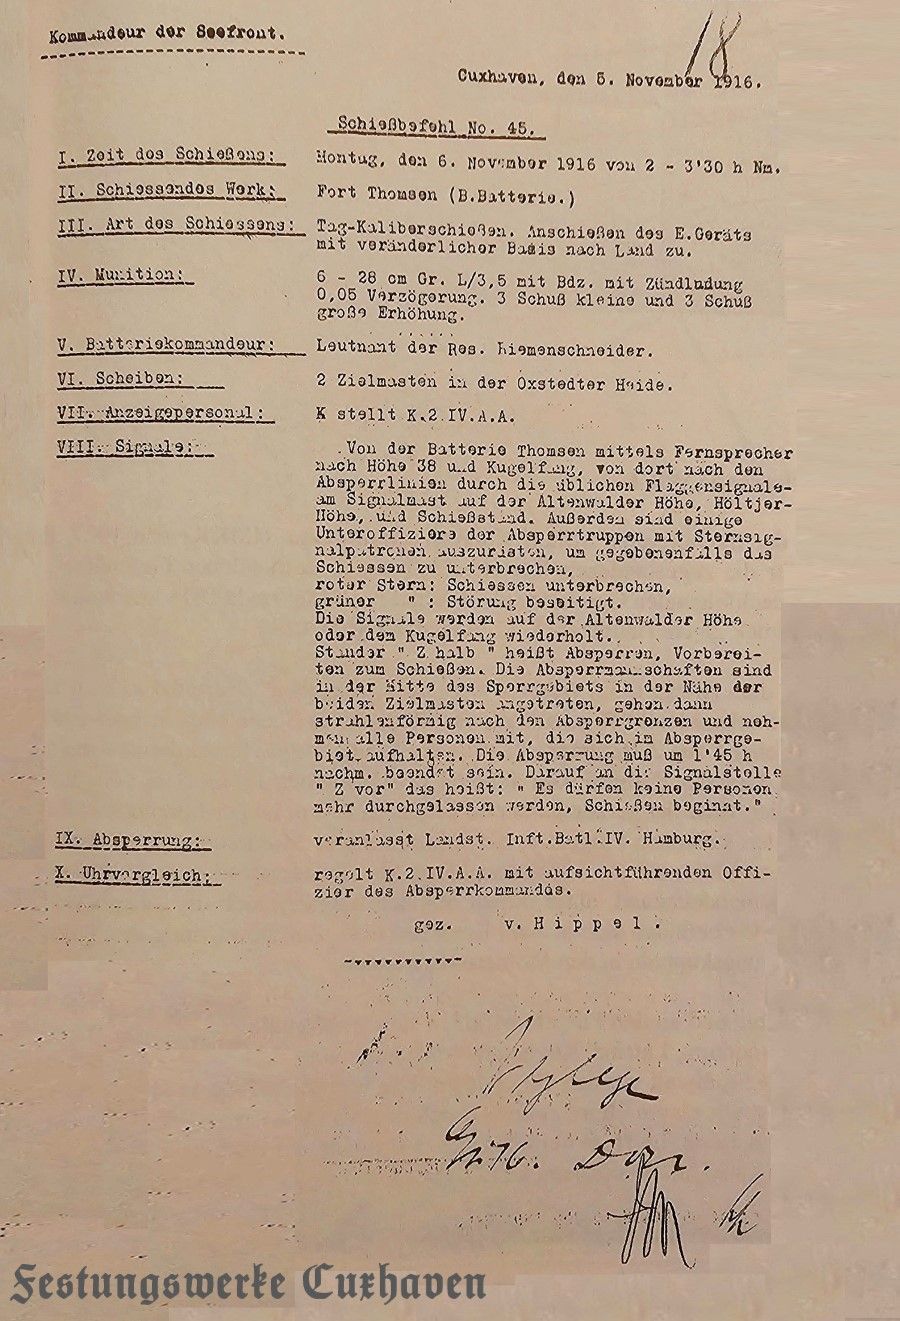 Kommandeur der Seefront.
18
Cuxhaven, den 5. November 1916.
Schießbefehl No. 45.
I. Zeit des Schießens: Montag, den 6. November 1916 von 2 - 3'30 h Nm.
II. Schiessendes Werk: Fort Thomsen (B.Batterie.)
III. Art des Schiessens: Tag-Kaliberschießen. Anschießen des E.Geräts
mit veränderlicher Basis nach Land zu.
IV. Munition: 6 - 28 cm Gr. L/3,5 mit Bdz. mit Zündladung
0,05 Verzögerung. 3 Schuß kleine und 3 Schuß
große Erhöhung.
V. Batteriekommandeur: Leutnant der Res. Riemenschneider.
VI. Scheiben: 2 Zielmasten in der Oxstedter Heide.
VII. Anzeigepersonal: K stellt K.2.IV.A.A.
VIII. Signale: Von der Batterie Thomsen mittels Fernsprecher
nach Höhe 38 und Kugelfang, von dort nach den
Absperrlinien durch die üblichen Flaggensignale-
am Signalmast auf der Altenwalder Höhe, Höltjer-
Höhe, und Schießstand. Außerden sind einige
Unteroffiziere der Absperrtruppen mit Sternsig-
nalpatronen auszurüsten, um gegebenenfalls das
Schiessen zu unterbrechen,
roter Stern: Schiessen unterbrechen,
grüner " : Störung beseitigt.
Die Signale werden auf der Altenwalder Höhe
oder dem Kugelfang wiederholt.
Stander " Z halb " heißt Absperren, Vorberei-
ten zum Schießen. Die Absperrmannschaften sind
in der Mitte des Sperrgebiets in der Nähe der
beiden Zielmasten angetreten, gehen dann
strahlenförmig nach den Absperrgrenzen und neh-
men alle Personen mit, die sich im Absperrge-
biet aufhalten. Die Absperrung muß um 1'45 h
nachm. beendet sein. Darauf an die Signalstelle
" Z vor" das heißt: " Es dürfen keine Personen
mehr durchgelassen werden, Schießen beginnt."
IX. Absperrung: veranlasst Landst. Inft.Batl.IV. Hamburg.
X. Uhrvergleich: regelt K.2.IV.A.A. mit aufsichtführenden Offi-
zier des Absperrkommandos.
gez. v. Hippel.
Festungswerke Cuxhaven